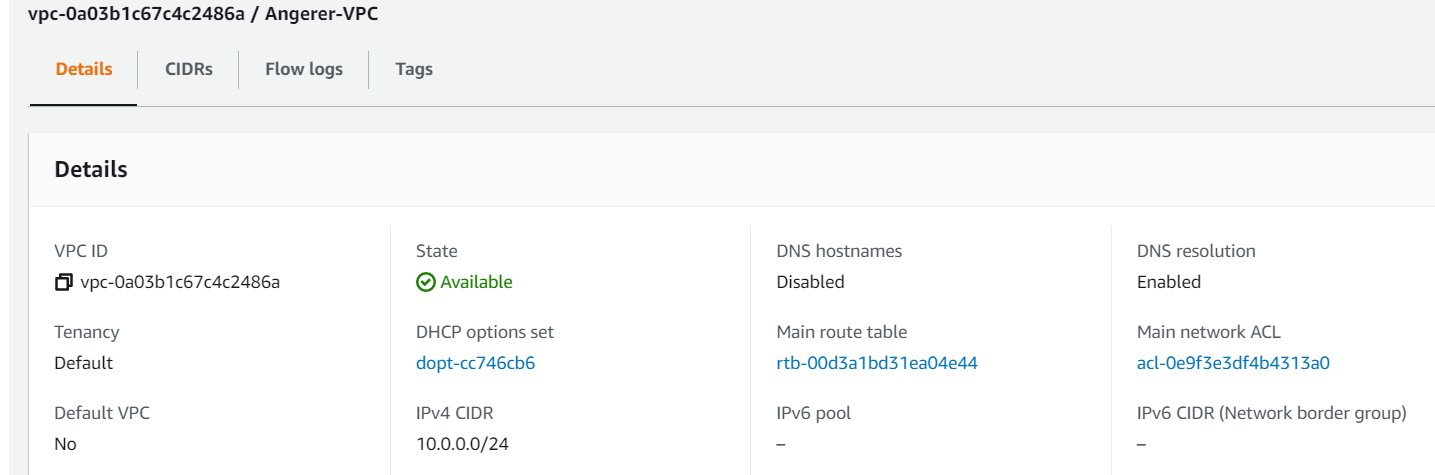 vpc-0a03b1c67c4c2486a / Angerer-VPC
Details CIDRs Flow logs Tags
Details
VPC ID State DNS hostnames DNS resolution
vpc-0a03b1c67c4c2486a Available Disabled Enabled
Tenancy DHCP options set Main route table Main network ACL
Default dopt-cc746cb6 rtb-00d3a1bd31ea04e44 acl-0e9f3e3df4b4313a0
Default VPC IPv4 CIDR IPv6 pool IPv6 CIDR (Network border group)
No 10.0.0.0/24 – –